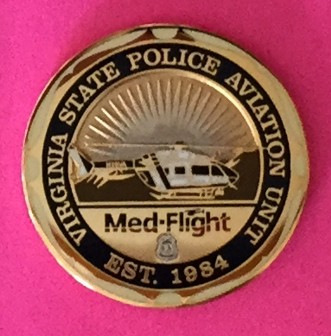 VIRGINIA STATE POLICE AVIATION UNIT
Med-Flight
EST. 1984